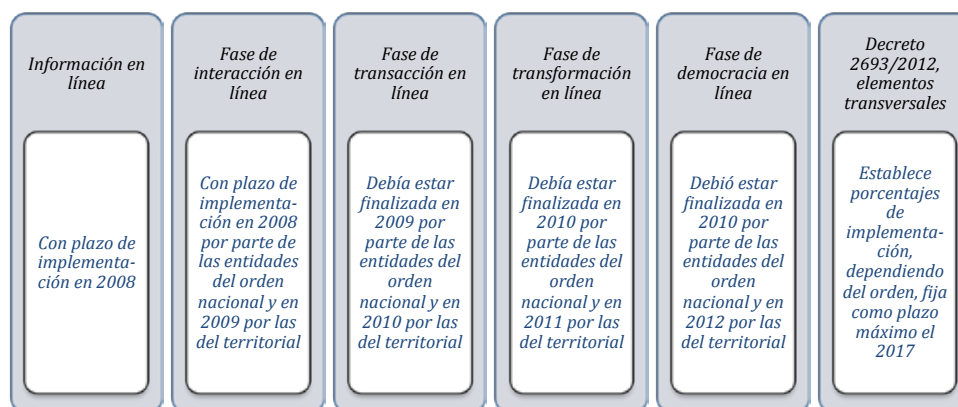 Información en
línea
Con plazo de
implementa-
ción en 2008
Fase de
interacción en
línea
Con plazo de
implementa-
ción en 2008
por parte de
las entidades
del orden
nacional y en
2009 por las
del territorial
Fase de
transacción en
línea
Debía estar
finalizada en
2009 por
parte de las
entidades del
orden
nacional y en
2010 por las
del territorial
Fase de
transformación
en línea
Debía estar
finalizada en
2010 por
parte de las
entidades del
orden
nacional y en
2011 por las
del territorial
Fase de
democracia en
línea
Debió estar
finalizada en
2010 por
parte de las
entidades del
orden
nacional y en
2012 por las
del territorial
Decreto
2693/2012,
elementos
transversales
Establece
porcentajes
de
implementa-
ción,
dependiendo
del orden, fija
como plazo
máximo el
2017